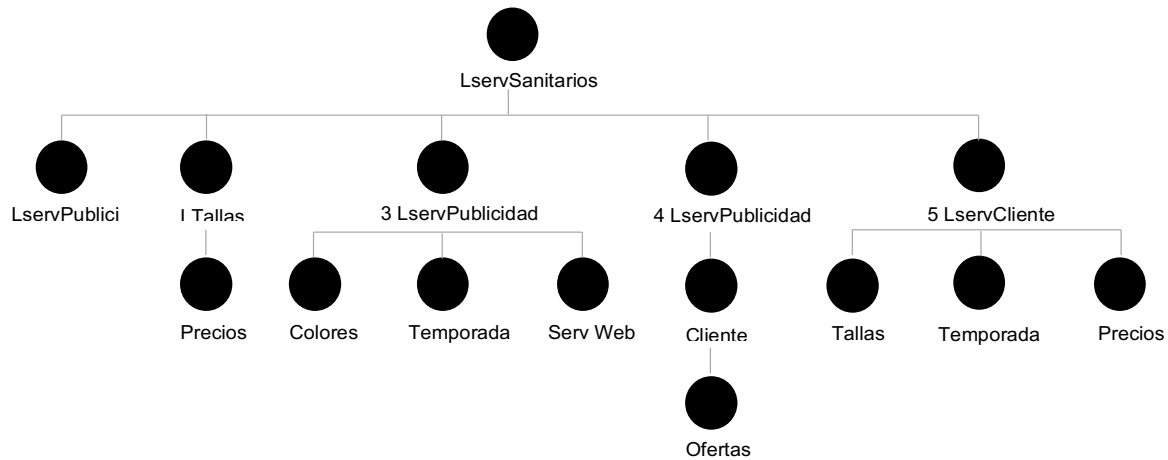 LservSanitarios
LservPublici
l Tallas
3 LservPublicidad
4 LservPublicidad
5 LservCliente
Precios
Colores
Temporada
Serv Web
Cliente
Tallas
Temporada
Precios
Ofertas